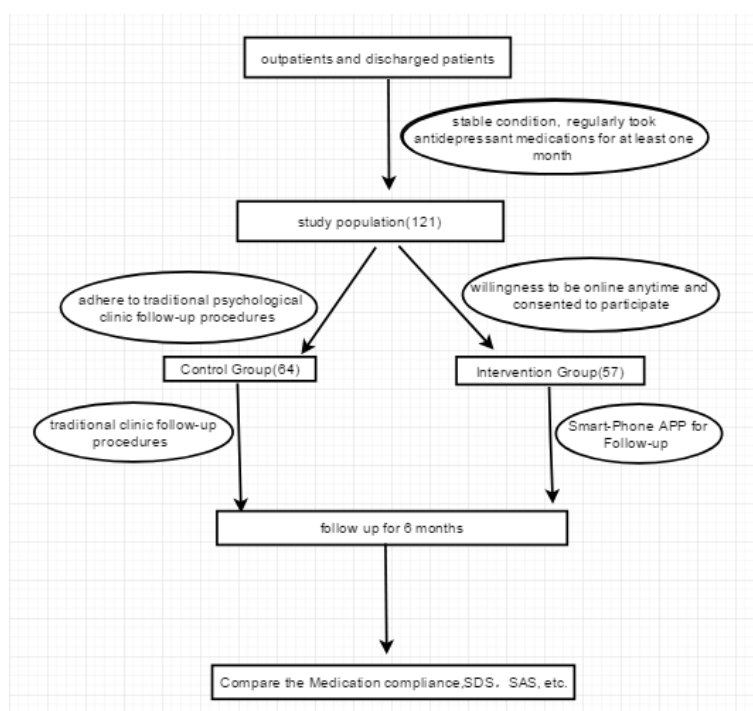 outpatients and discharged patients
stable condition, regularly took
antidepressant medications for at least one
month
study population(121)
adhere to traditional psychological
clinic follow-up procedures
willingness to be online anytime and
consented to participate
Control Group(64)
Intervention Group(57)
traditional clinic follow-up
procedures
Smart-Phone APP for
Follow-up
follow up for 6 months
Compare the Medication compliance,SDS，SAS, etc.